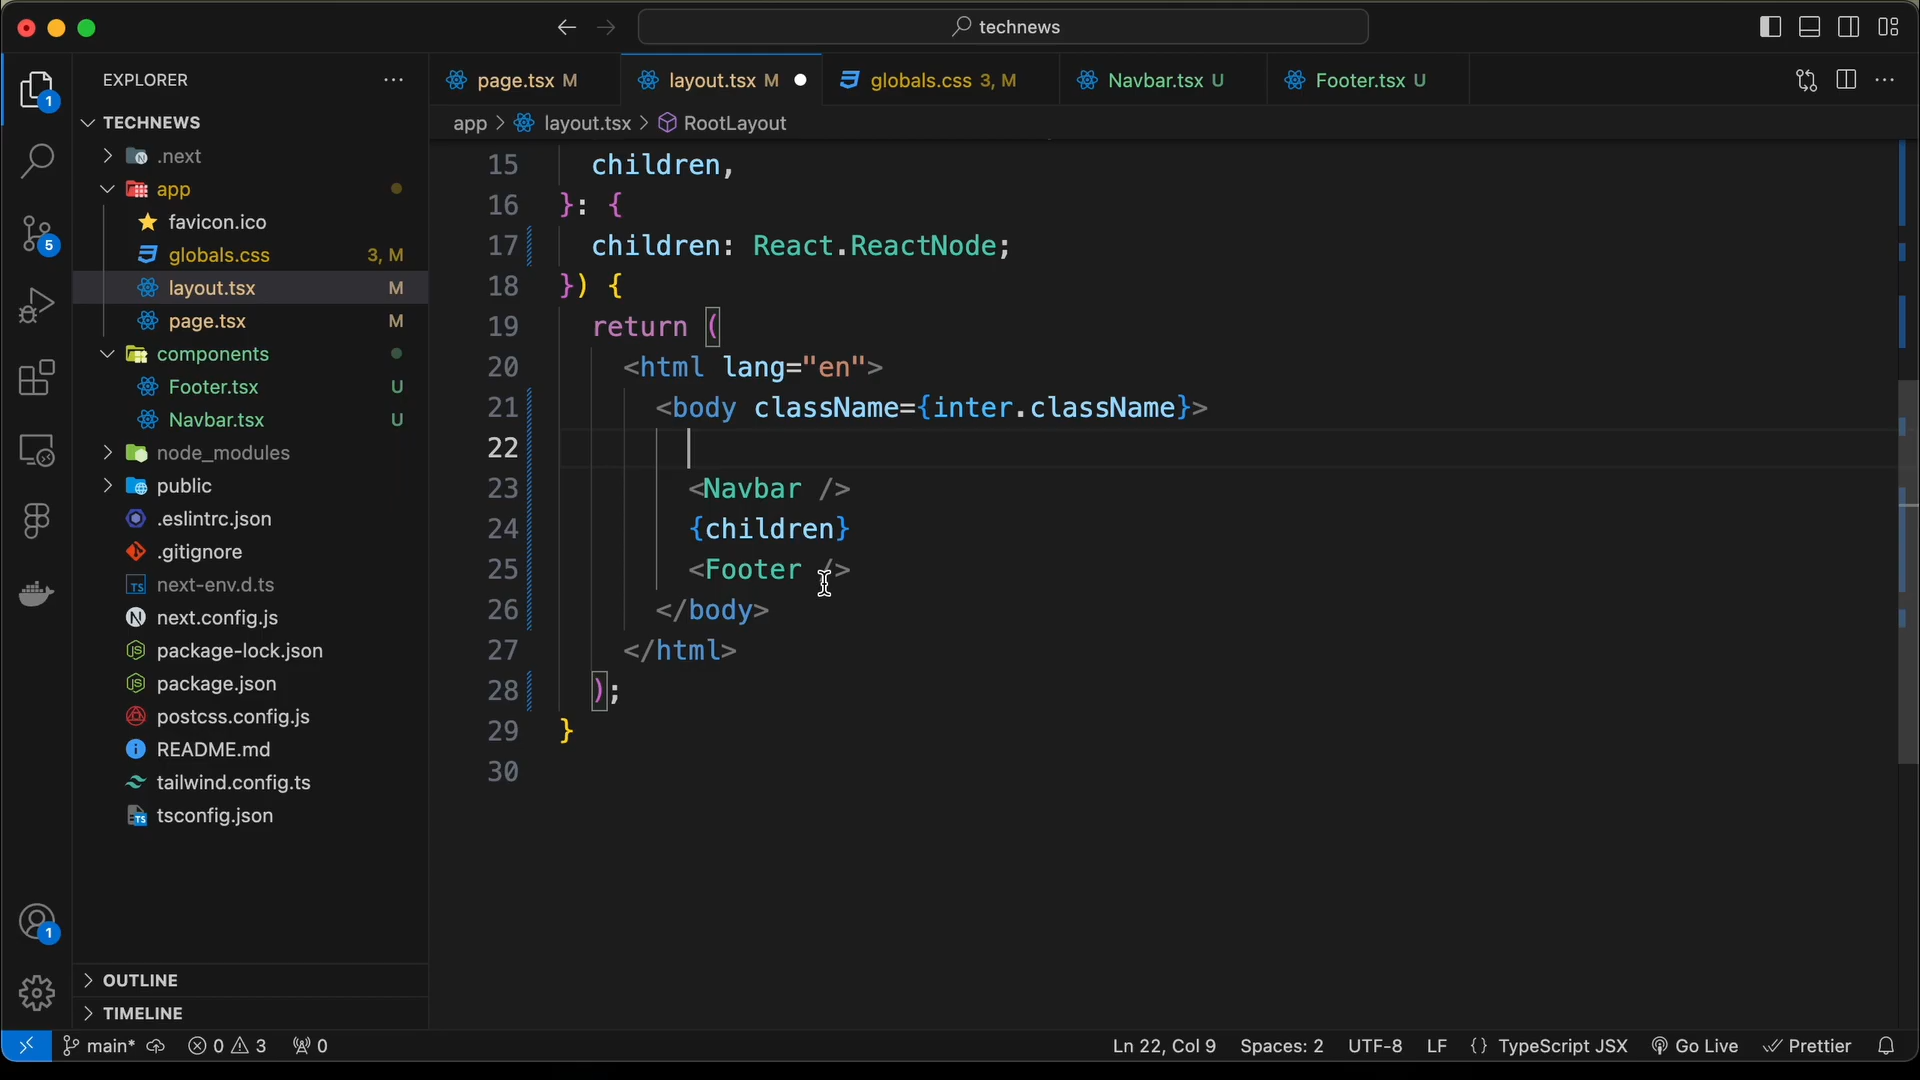 technews
EXPLORER
TECHNEWS
.next
app
favicon.ico
globals.css 3, M
layout.tsx M
page.tsx M
components
Footer.tsx U
Navbar.tsx U
node_modules
public
.eslintrc.json
.gitignore
next-env.d.ts
next.config.js
package-lock.json
package.json
postcss.config.js
README.md
tailwind.config.ts
tsconfig.json
OUTLINE
TIMELINE
1
5
1
page.tsx M layout.tsx M globals.css 3, M Navbar.tsx U Footer.tsx U
app > layout.tsx > RootLayout
15 children,
16 }: {
17 children: React.ReactNode;
18 }) {
19 return (
20 <html lang="en">
21 <body className={inter.className}>
22
23 <Navbar />
24 {children}
25 <Footer />
26 </body>
27 </html>
28 );
29 }
30
main* 0 3 0 Ln 22, Col 9 Spaces: 2 UTF-8 LF {} TypeScript JSX Go Live Prettier